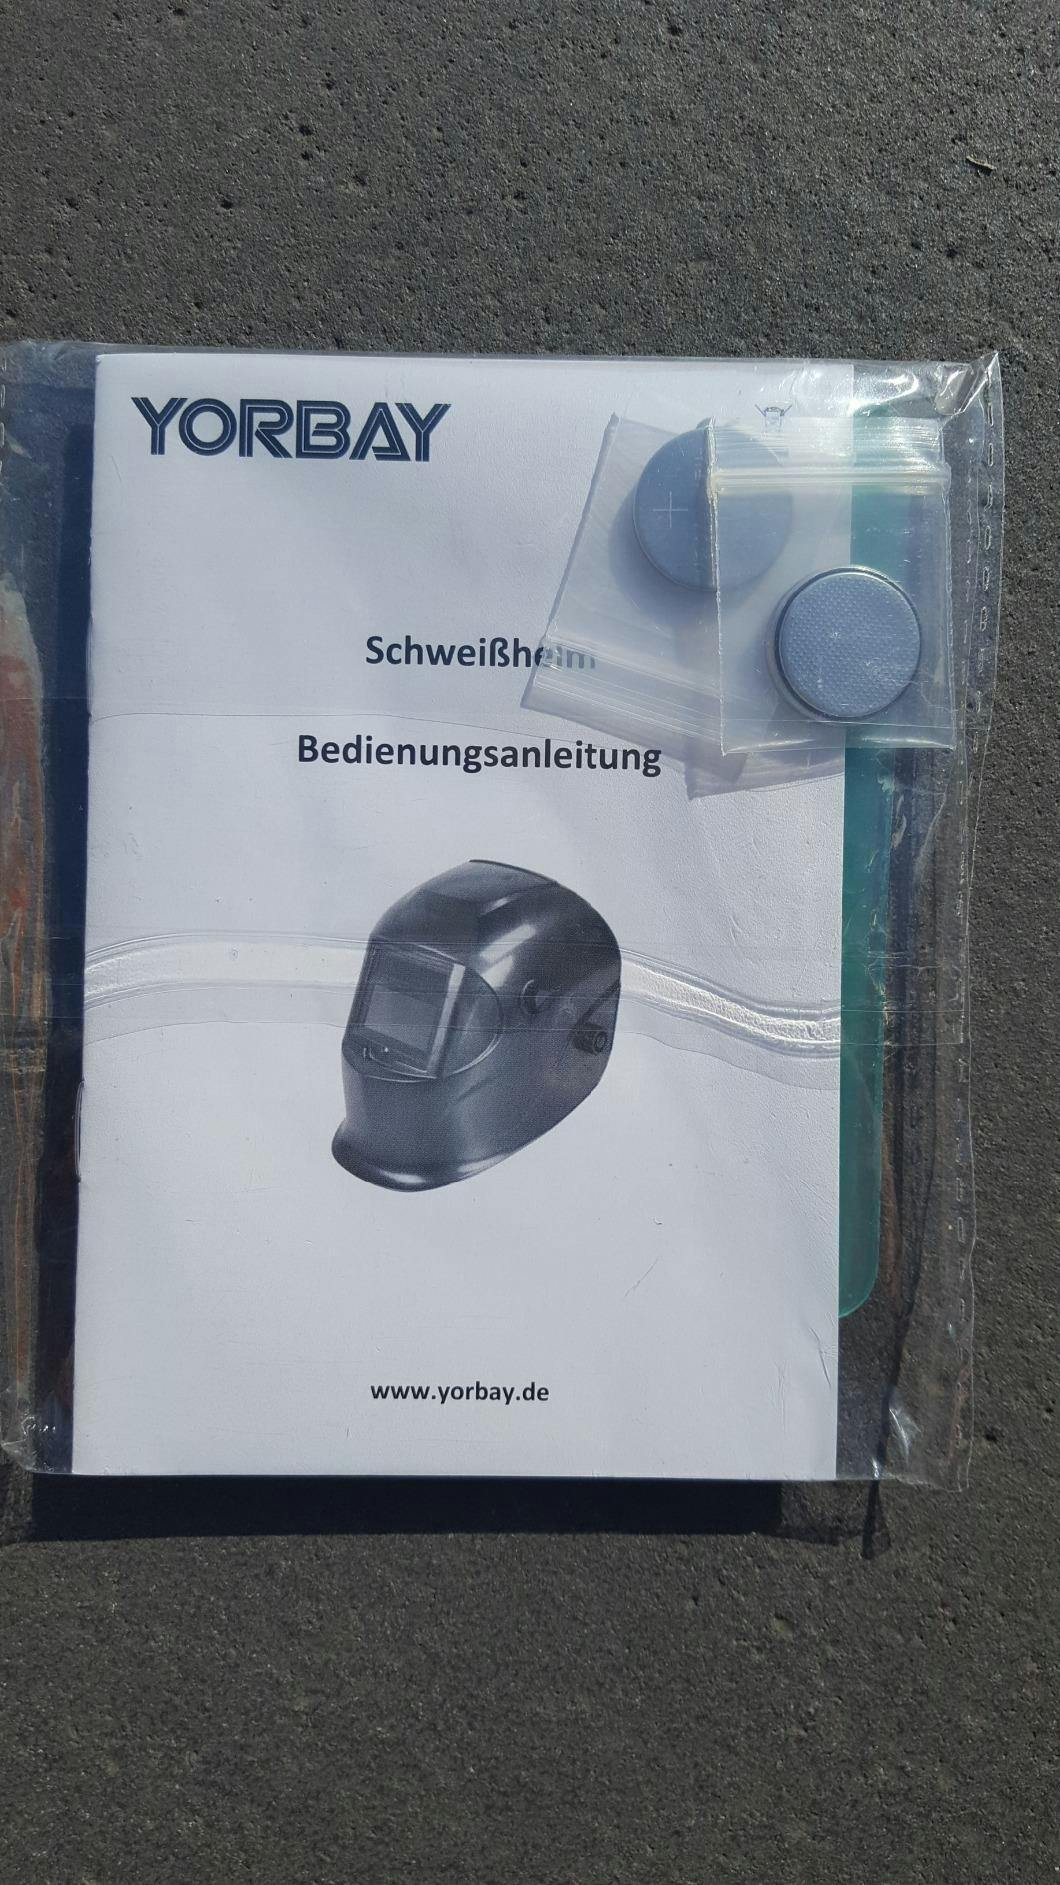 YORBAY
Schweißhelm
Bedienungsanleitung
www.yorbay.de